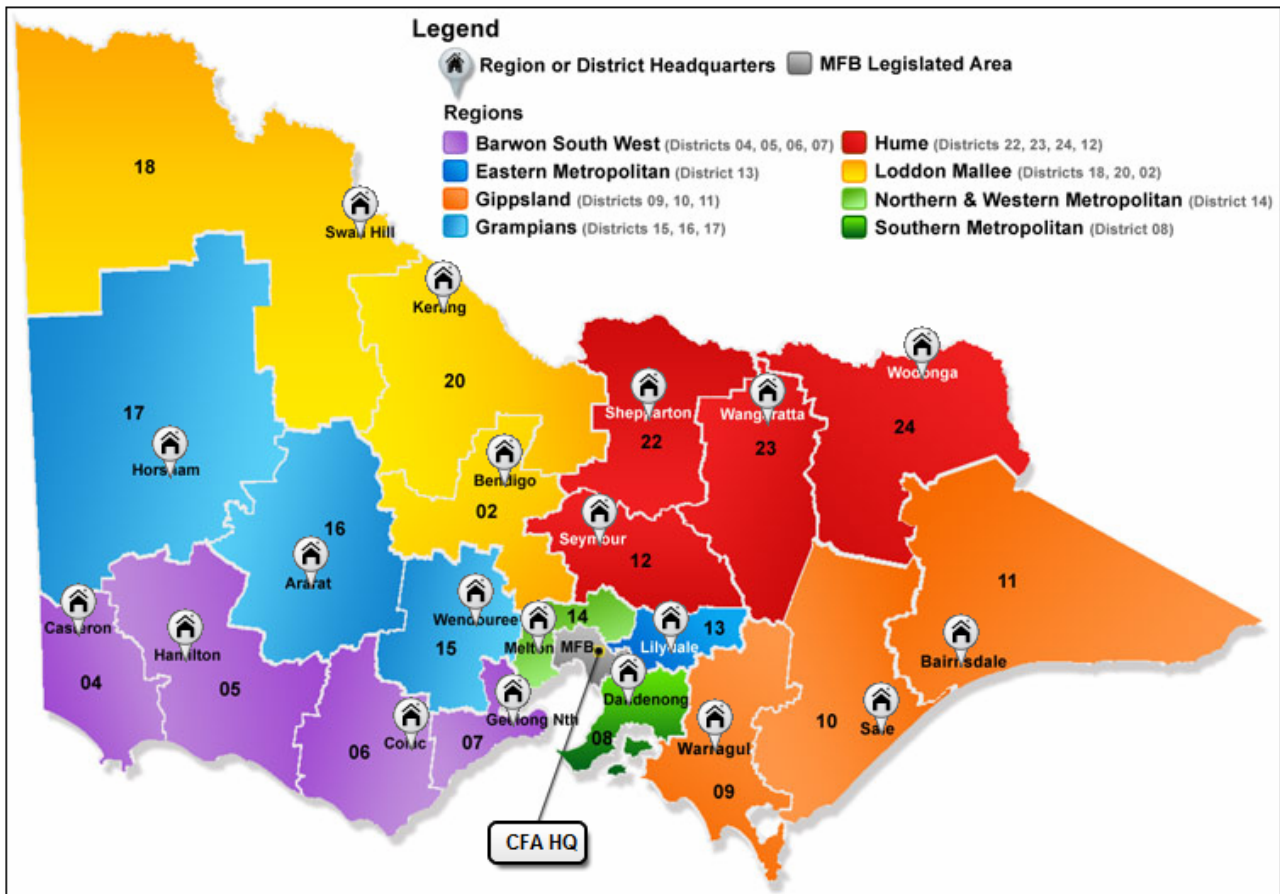 Legend
Region or District Headquarters MFB Legislated Area
Regions
Barwon South West (Districts 04, 05, 06, 07) Hume (Districts 22, 23, 24, 12)
Eastern Metropolitan (District 13) Loddon Mallee (Districts 18, 20, 02)
Gippsland (Districts 09, 10, 11) Northern & Western Metropolitan (District 14)
Grampians (Districts 15, 16, 17) Southern Metropolitan (District 08)
18
Swan Hill
Kerang
20
17
Horsham
Bendigo
02
16
Ararat
Shepparton
22
Wangaratta
23
Wodonga
24
Seymour
12
11
Casterton
04
Hamilton
05
Wendouree
15
14
Melton
MFB
Lilydale
13
Dandenong
08
Geelong Nth
07
Colac
06
Warragul
09
10
Sale
Bairnsdale
CFA HQ